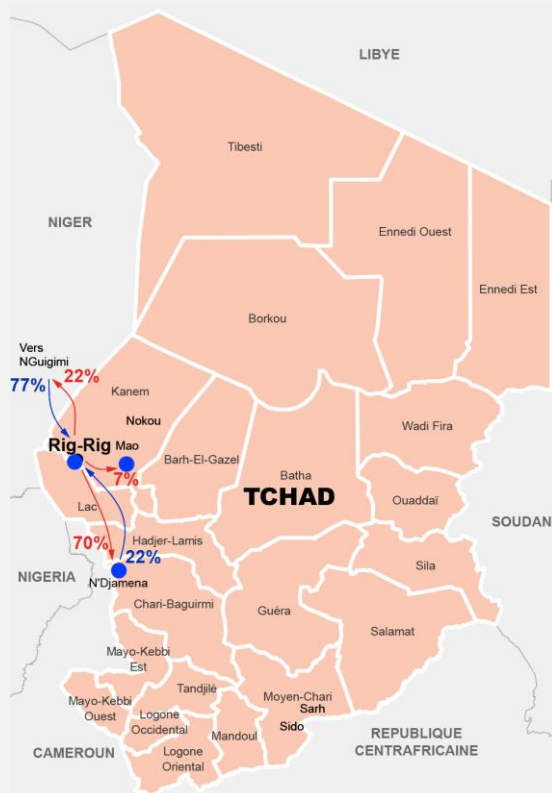 LIBYE
Tibesti
NIGER
Ennedi Ouest
Ennedi Est
Borkou
Vers
NGuigimi
77%
22%
Kanem
Nokou
Rig-Rig
Mao
7%
Barh-El-Gazel
Batha
TCHAD
Wadi Fira
Ouaddaï
SOUDAN
Lac
70%
Hadjer-Lamis
22%
NIGERIA
N'Djamena
Chari-Baguirmi
Guéra
Sila
Salamat
Mayo-Kebbi
Est
Mayo-Kebbi
Ouest
Tandjilé
Logone
Occidental
Logone
Oriental
Mandoul
Moyen-Chari
Sarh
Sido
CAMEROUN
REPUBLIQUE
CENTRAFRICAINE